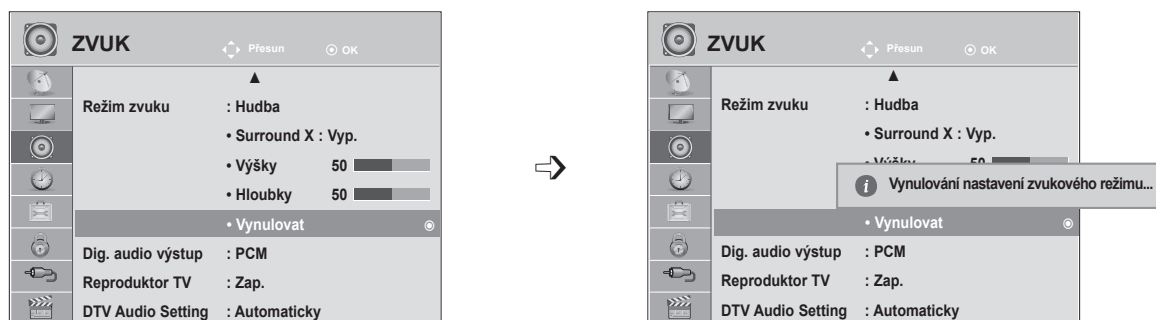 ZVUK
Přesun
OK
Režim zvuku : Hudba
• Surround X : Vyp.
• Výšky 50
• Hloubky 50
• Vynulovat
Dig. audio výstup : PCM
Reproduktor TV : Zap.
DTV Audio Setting : Automaticky
ZVUK
Přesun
OK
Režim zvuku : Hudba
• Surround X : Vyp.
• Výšky 50
Vynulování nastavení zvukového režimu...
• Vynulovat
Dig. audio výstup : PCM
Reproduktor TV : Zap.
DTV Audio Setting : Automaticky